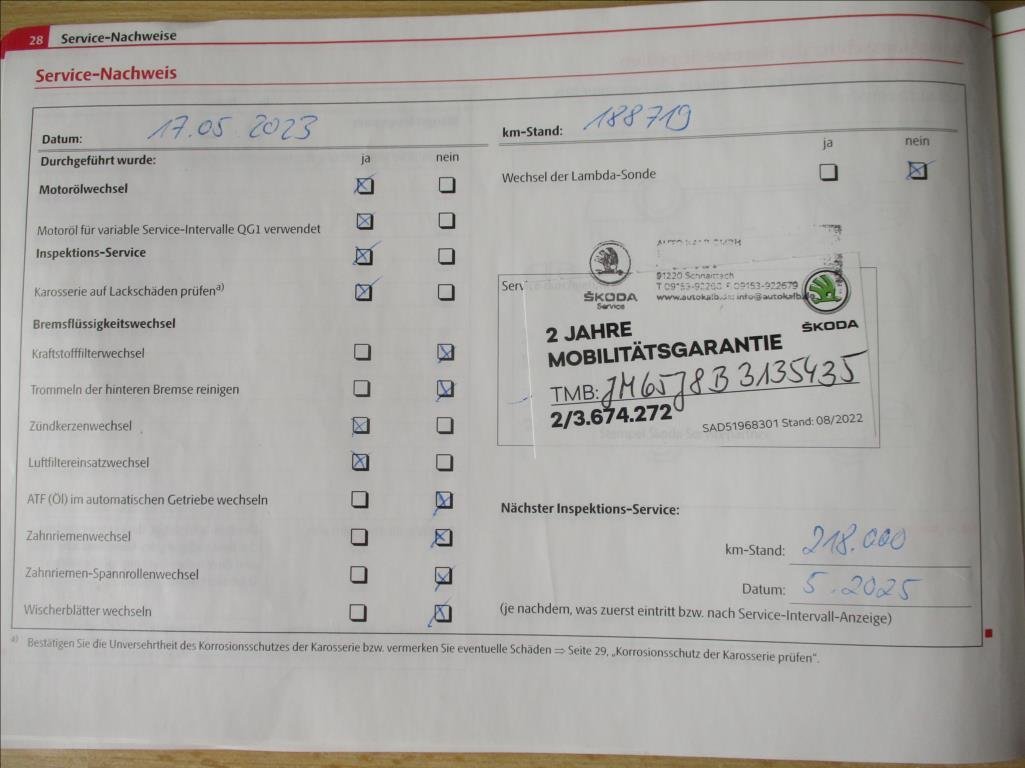 28 Service-Nachweise
Service-Nachweis
Datum: 17.05 2023
km-Stand: 188719
Durchgeführt wurde: ja nein
ja nein
Motorölwechsel
Wechsel der Lambda-Sonde
Motoröl für variable Service-Intervalle QG1 verwendet
Inspektions-Service
Karosserie auf Lackschäden prüfen a)
Bremsflüssigkeitswechsel
Kraftstofffilterwechsel
Trommeln der hinteren Bremse reinigen
Zündkerzenwechsel
Luftfiltereinsatzwechsel
ATF (Öl) im automatischen Getriebe wechseln
Zahnriemenwechsel
Zahnriemen-Spannrollenwechsel
Wischerblätter wechseln
ŠKODA
Service
91220 Schnaittach
www.autokalb.de
ŠKODA
2 JAHRE
MOBILITÄTSGARANTIE
TMB: JM65J8B3135435
2/3.674.272
SAD51968301 Stand: 08/2022
Nächster Inspektions-Service:
km-Stand: 218.000
Datum: 5.2025
(je nachdem, was zuerst eintritt bzw. nach Service-Intervall-Anzeige)
a) Bestätigen Sie die Unversehrtheit des Korrosionsschutzes der Karosserie bzw. vermerken Sie eventuelle Schäden ⇒ Seite 29, „Korrosionsschutz der Karosserie prüfen“.